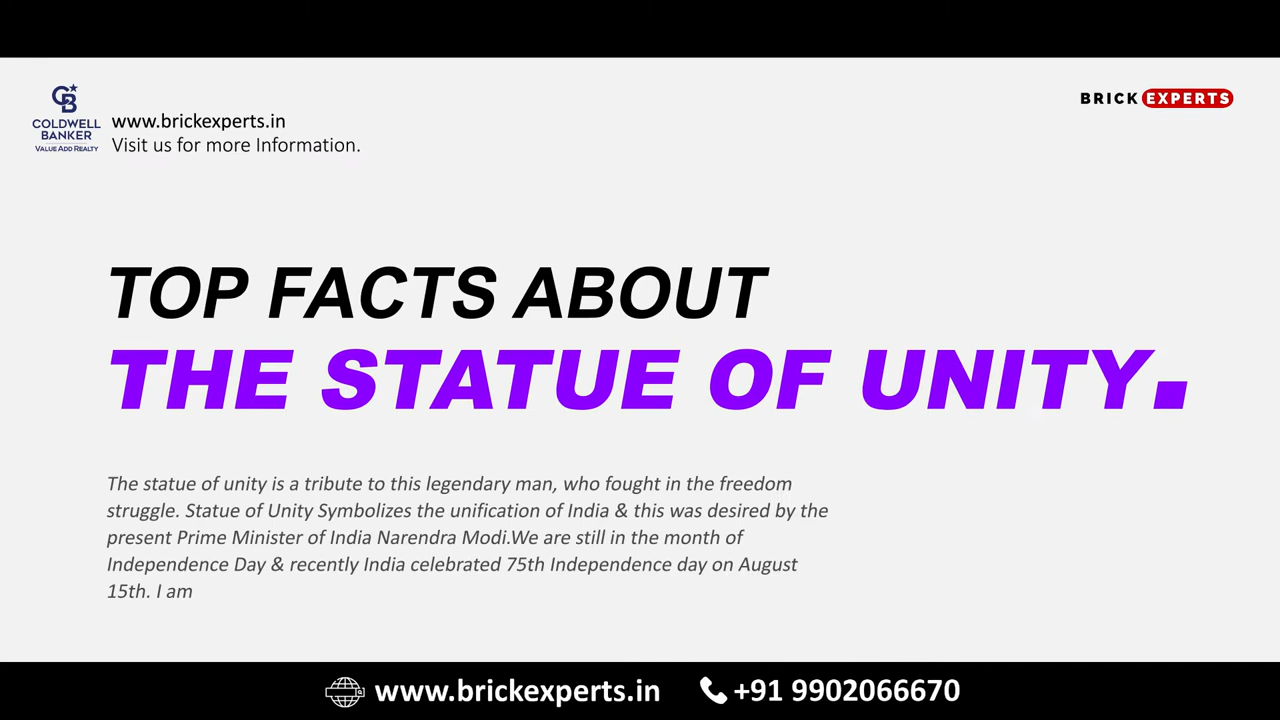 COLDWELL
BANKER
VALUE ADD REALTY
www.brickexperts.in
Visit us for more Information.
BRICK EXPERTS
TOP FACTS ABOUT
THE STATUE OF UNITY.
The statue of unity is a tribute to this legendary man, who fought in the freedom
struggle. Statue of Unity Symbolizes the unification of India & this was desired by the
present Prime Minister of India Narendra Modi.We are still in the month of
Independence Day & recently India celebrated 75th Independence day on August
15th. I am
www.brickexperts.in
+91 9902066670